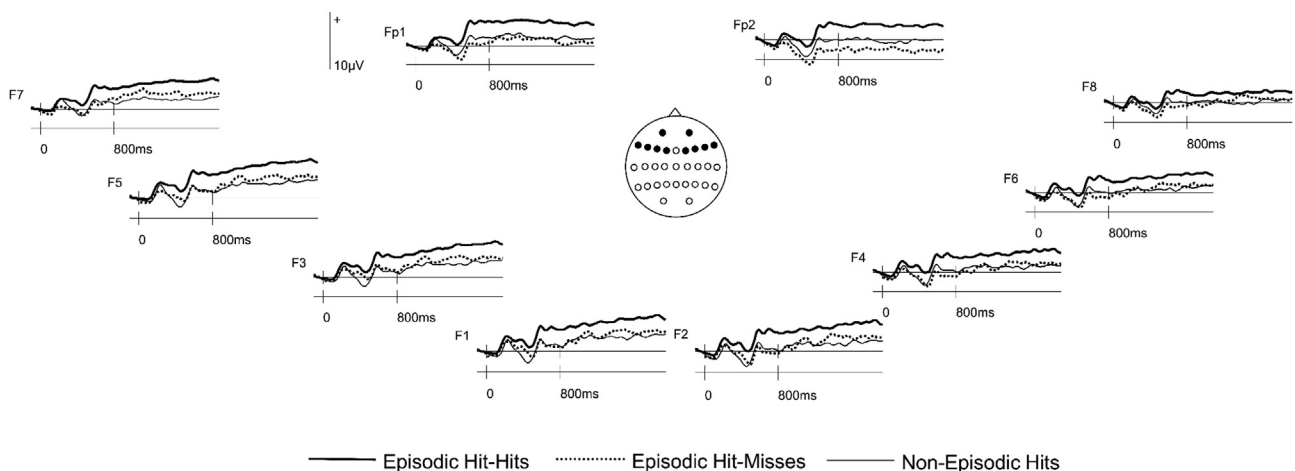 +
10μV
Fp1
0
800ms
Fp2
0
800ms
F7
0
800ms
F8
0
800ms
F5
0
800ms
F6
0
800ms
F3
0
800ms
F4
0
800ms
F1
0
800ms
F2
0
800ms
Episodic Hit-Hits Episodic Hit-Misses Non-Episodic Hits